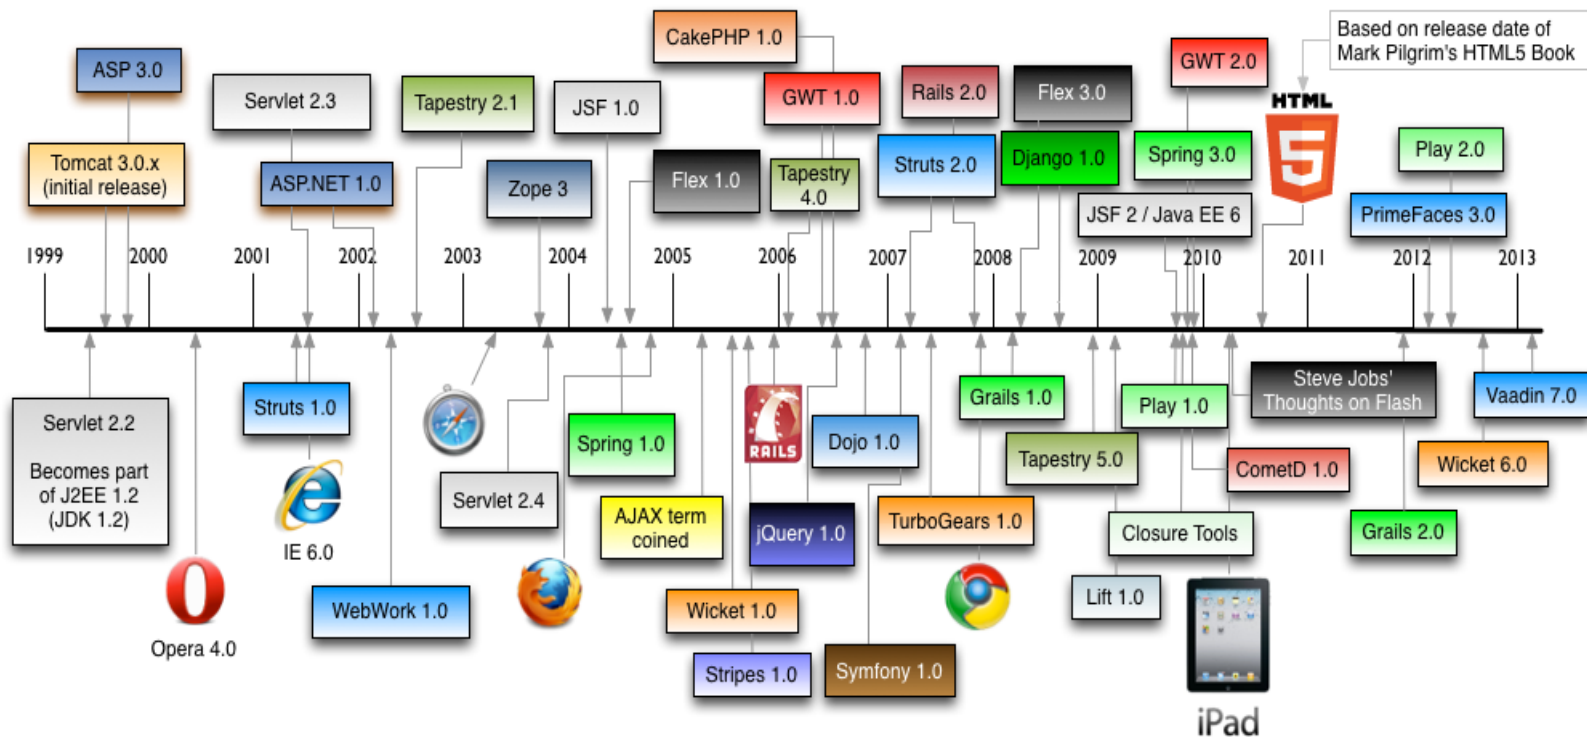 CakePHP 1.0
Based on release date of
Mark Pilgrim's HTML5 Book
ASP 3.0
GWT 2.0
Servlet 2.3
Tapestry 2.1
JSF 1.0
GWT 1.0
Rails 2.0
Flex 3.0
HTML
5
Tomcat 3.0.x
(initial release)
ASP.NET 1.0
Zope 3
Flex 1.0
Tapestry
4.0
Struts 2.0
Django 1.0
Spring 3.0
Play 2.0
JSF 2 / Java EE 6
PrimeFaces 3.0
1999
2000
2001
2002
2003
2004
2005
2006
2007
2008
2009
2010
2011
2012
2013
Servlet 2.2
Becomes part
of J2EE 1.2
(JDK 1.2)
Struts 1.0
IE 6.0
Opera 4.0
WebWork 1.0
Servlet 2.4
Spring 1.0
AJAX term
coined
RAILS
jQuery 1.0
Wicket 1.0
Stripes 1.0
Dojo 1.0
Symfony 1.0
TurboGears 1.0
Grails 1.0
Tapestry 5.0
Play 1.0
CometD 1.0
Closure Tools
Lift 1.0
iPad
Steve Jobs'
Thoughts on Flash
Grails 2.0
Wicket 6.0
Vaadin 7.0